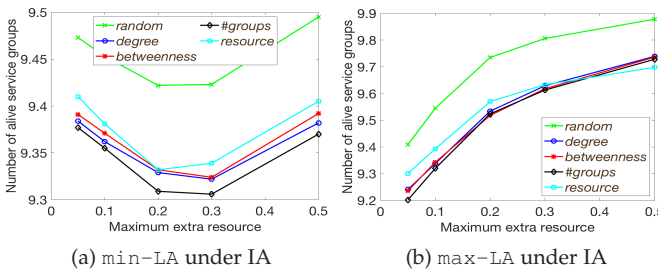 Number of alive service groups
9.5
9.4
9.35
9.3
0.1
0.2
0.3
0.4
0.5
Maximum extra resource
random
degree
betweenness
#groups
resource
(a) min-LA under IA
Number of alive service groups
9.9
9.8
9.7
9.6
9.5
9.4
9.3
9.2
0.1
0.2
0.3
0.4
0.5
Maximum extra resource
random
degree
betweenness
#groups
resource
(b) max-LA under IA